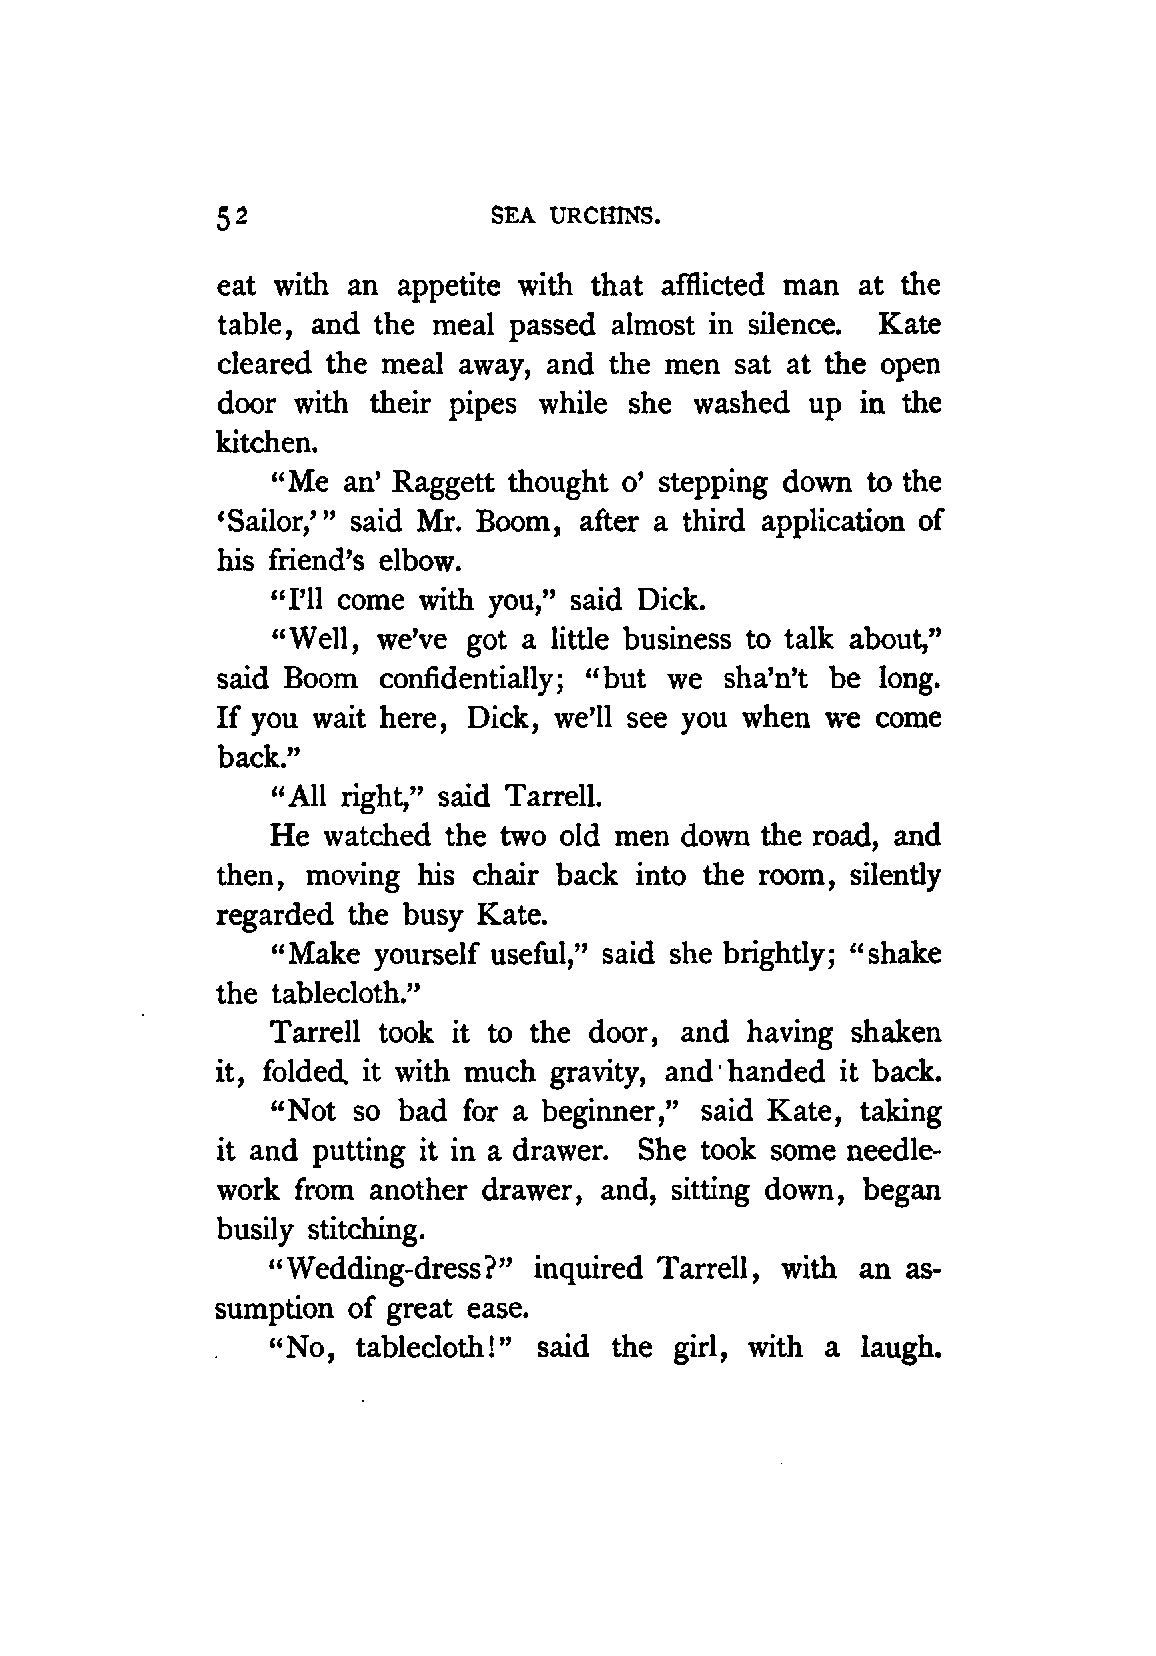 52 SEA URCHINS.
eat with an appetite with that afflicted man at the
table, and the meal passed almost in silence. Kate
cleared the meal away, and the men sat at the open
door with their pipes while she washed up in the
kitchen.
“Me an’ Raggett thought o’ stepping down to the
‘Sailor,’” said Mr. Boom, after a third application of
his friend’s elbow.
“I’ll come with you,” said Dick.
“Well, we’ve got a little business to talk about,”
said Boom confidentially; “but we sha’n’t be long.
If you wait here, Dick, we’ll see you when we come
back.”
“All right,” said Tarrell.
He watched the two old men down the road, and
then, moving his chair back into the room, silently
regarded the busy Kate.
“Make yourself useful,” said she brightly; “shake
the tablecloth.”
Tarrell took it to the door, and having shaken
it, folded it with much gravity, and handed it back.
“Not so bad for a beginner,” said Kate, taking
it and putting it in a drawer. She took some needle-
work from another drawer, and, sitting down, began
busily stitching.
“Wedding-dress?” inquired Tarrell, with an as-
sumption of great ease.
“No, tablecloth!” said the girl, with a laugh.